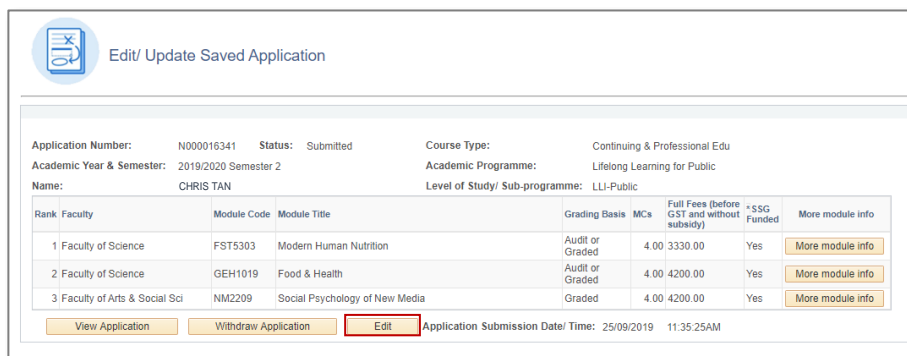 Edit/ Update Saved Application
Application Number: N000016341 Status: Submitted Course Type: Continuing & Professional Edu
Academic Year & Semester: 2019/2020 Semester 2 Academic Programme: Lifelong Learning for Public
Name: CHRIS TAN Level of Study/ Sub-programme: LLI-Public
Rank Faculty Module Code Module Title Grading Basis MCs Full Fees (before GST and without subsidy) *SSG Funded More module info
1 Faculty of Science FST5303 Modern Human Nutrition Audit or Graded 4.00 3330.00 Yes More module info
2 Faculty of Science GEH1019 Food & Health Audit or Graded 4.00 4200.00 Yes More module info
3 Faculty of Arts & Social Sci NM2209 Social Psychology of New Media Graded 4.00 4200.00 Yes More module info
View Application Withdraw Application Edit Application Submission Date/ Time: 25/09/2019 11:35:25AM